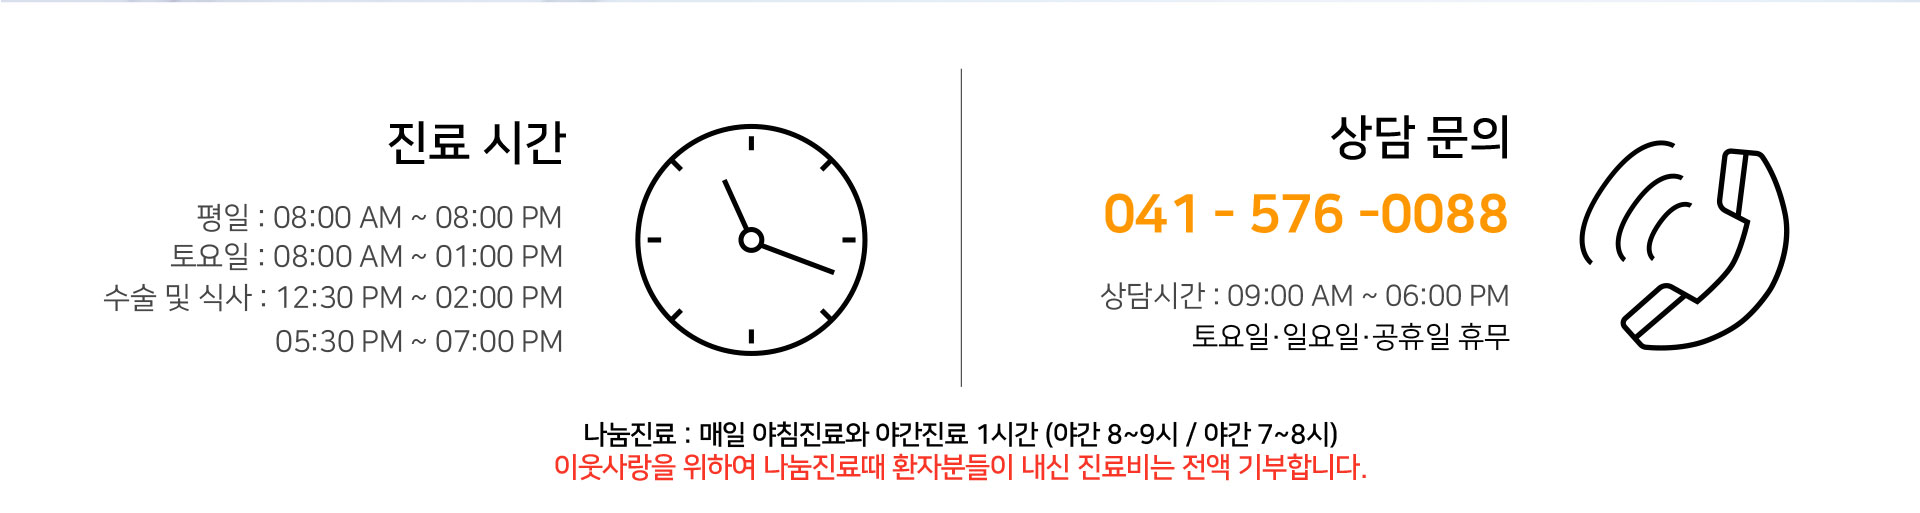 진료 시간
평일 : 08:00 AM ~ 08:00 PM
토요일 : 08:00 AM ~ 01:00 PM
수술 및 식사 : 12:30 PM ~ 02:00 PM
05:30 PM ~ 07:00 PM
상담 문의
041 - 576 -0088
상담시간 : 09:00 AM ~ 06:00 PM
토요일·일요일·공휴일 휴무
나눔진료 : 매일 야침진료와 야간진료 1시간 (야간 8~9시 / 야간 7~8시)
이웃사랑을 위하여 나눔진료때 환자분들이 내신 진료비는 전액 기부합니다.